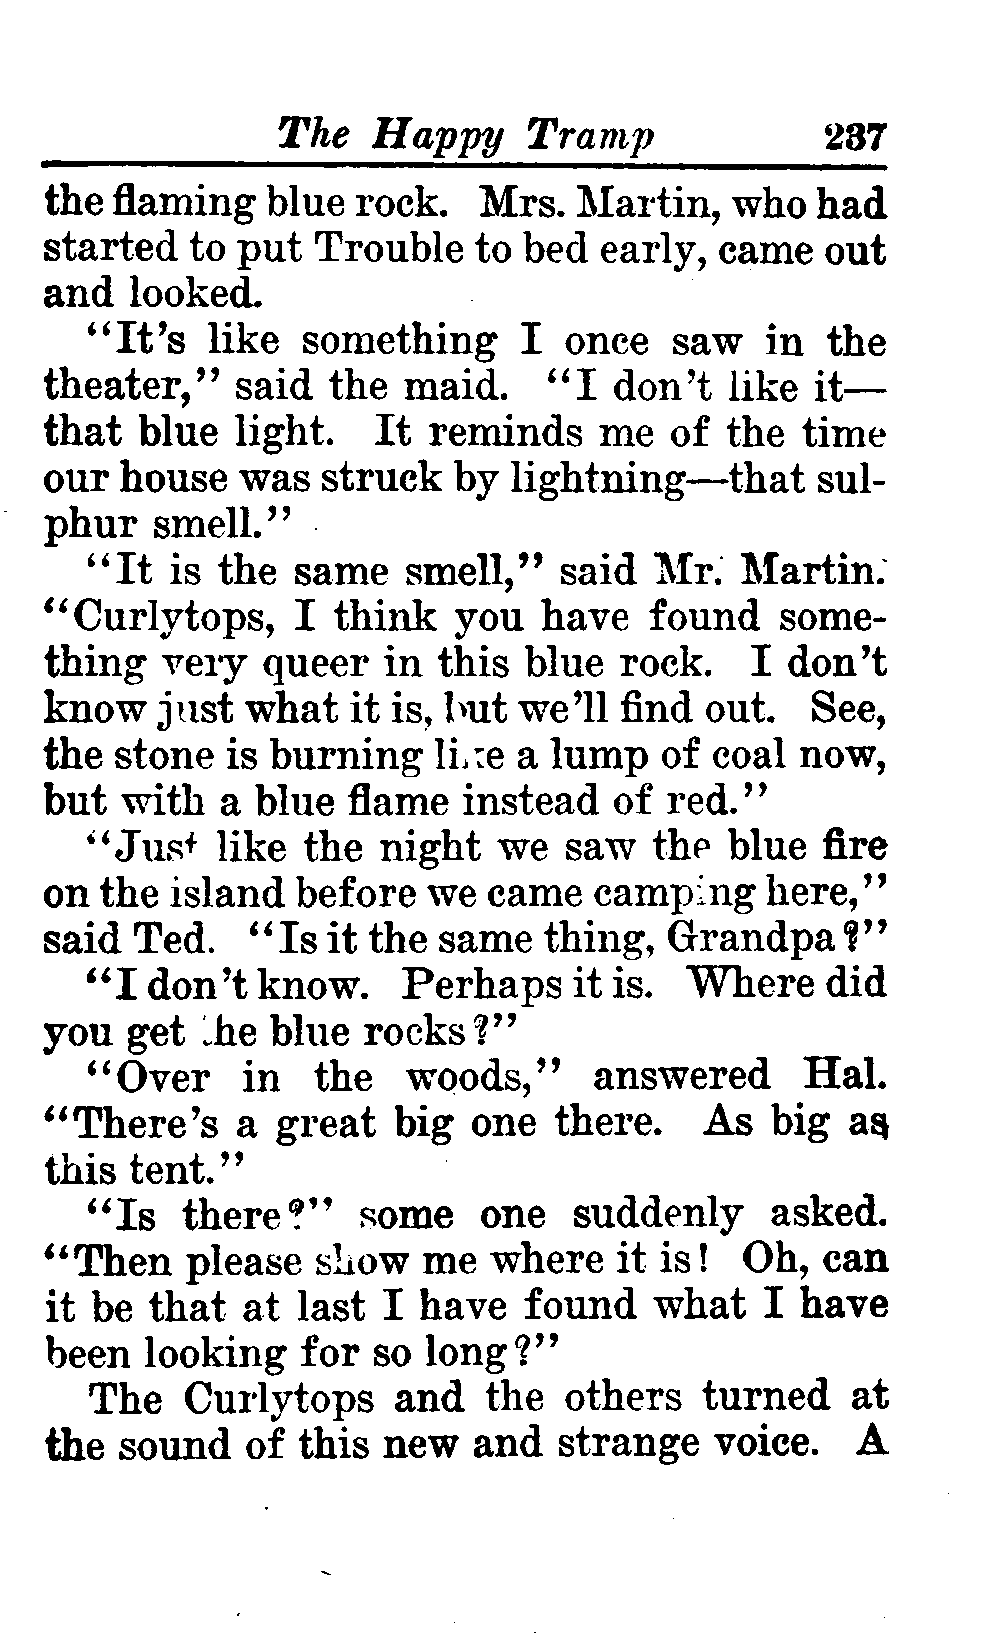 The Happy Tramp 237
the flaming blue rock. Mrs. Martin, who had
started to put Trouble to bed early, came out
and looked.
"It's like something I once saw in the
theater," said the maid. "I don't like it—
that blue light. It reminds me of the time
our house was struck by lightning—that sul-
phur smell."
"It is the same smell," said Mr. Martin.
"Curlytops, I think you have found some-
thing very queer in this blue rock. I don't
know just what it is, but we'll find out. See,
the stone is burning like a lump of coal now,
but with a blue flame instead of red."
"Just like the night we saw the blue fire
on the island before we came camping here,"
said Ted. "Is it the same thing, Grandpa?"
"I don't know. Perhaps it is. Where did
you get the blue rocks?"
"Over in the woods," answered Hal.
"There's a great big one there. As big as
this tent."
"Is there?" some one suddenly asked.
"Then please show me where it is! Oh, can
it be that at last I have found what I have
been looking for so long?"
The Curlytops and the others turned at
the sound of this new and strange voice. A